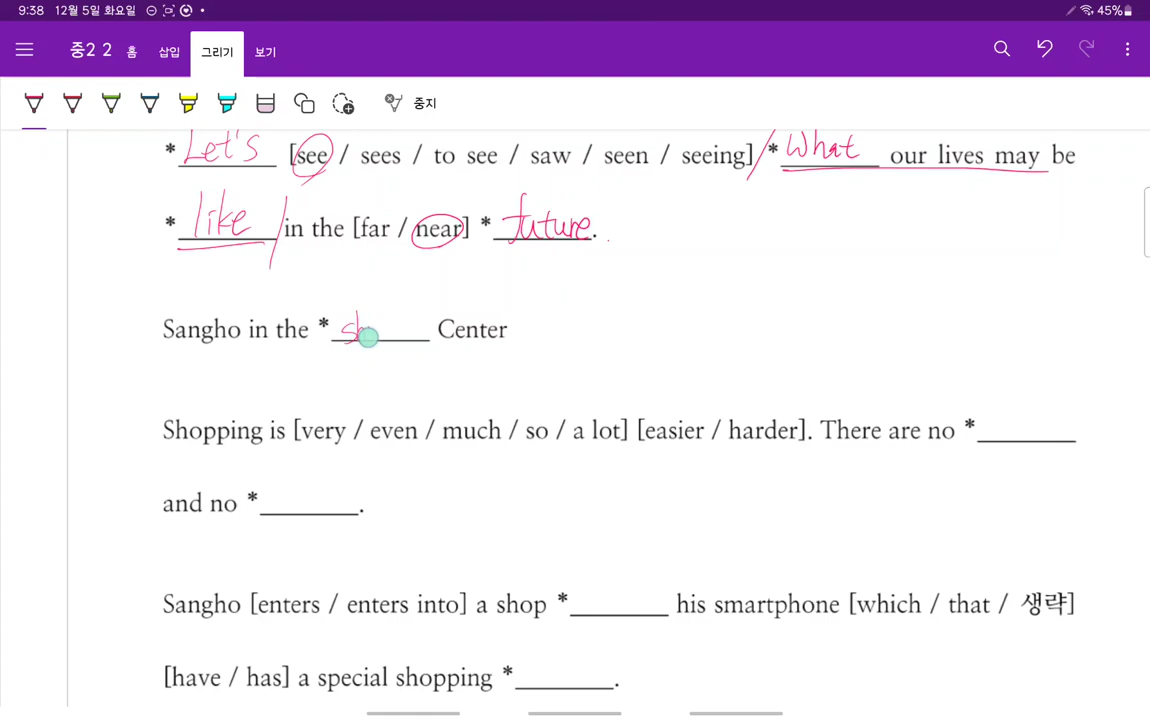 9:38 12월 5일 화요일 45%
중2 2 홈 삽입 그리기 보기
중지
*Let's [see / sees / to see / saw / seen / seeing] / *What our lives may be
*like / in the [far / near] *future.
Sangho in the *sh Center
Shopping is [very / even / much / so / a lot] [easier / harder]. There are no *________
and no *________.
Sangho [enters / enters into] a shop *________ his smartphone [which / that / 생략]
[have / has] a special shopping *________.